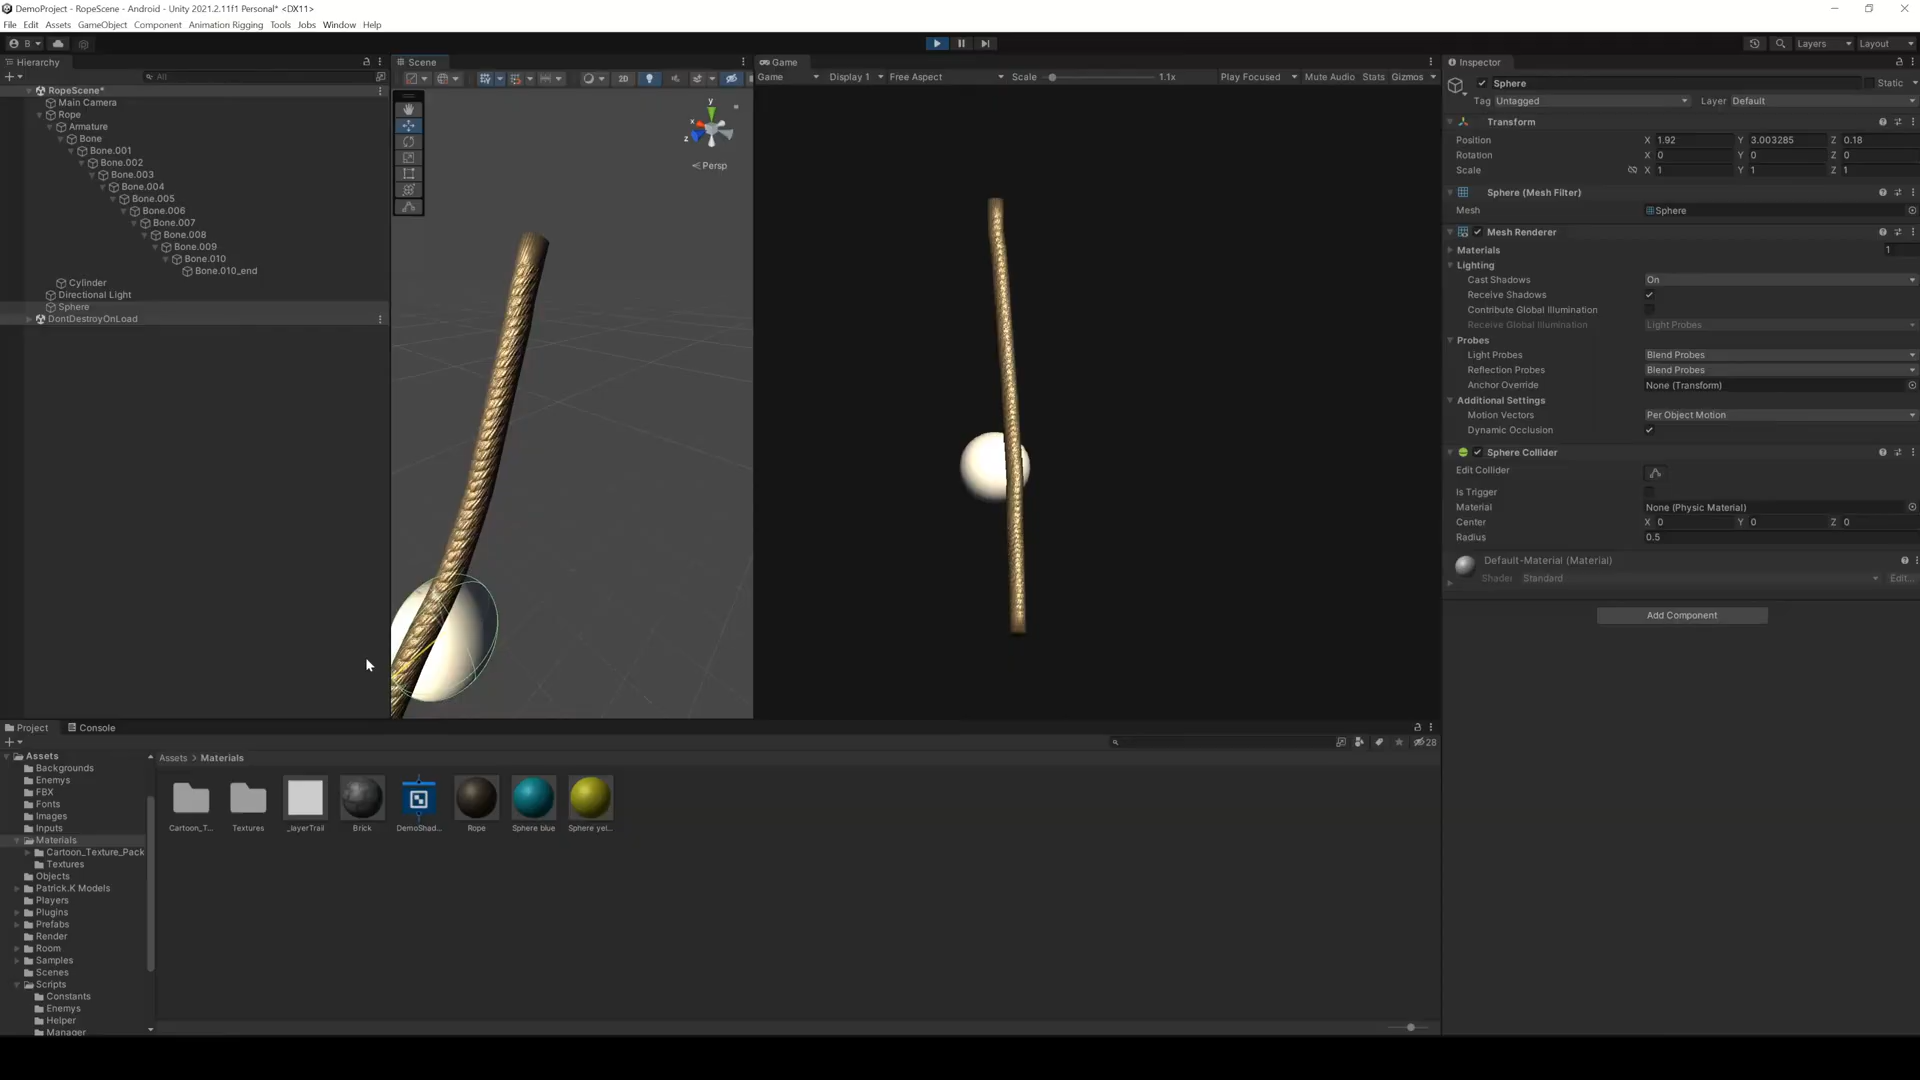 DemoProject - RopeScene - Android - Unity 2021.2.11f1 Personal* <DX11>
File Edit Assets GameObject Component Animation Rigging Tools Jobs Window Help
B Layers Layout
Hierarchy
All
RopeScene*
Main Camera
Rope
Armature
Bone
Bone.001
Bone.002
Bone.003
Bone.004
Bone.005
Bone.006
Bone.007
Bone.008
Bone.009
Bone.010
Bone.010_end
Cylinder
Directional Light
Sphere
DontDestroyOnLoad
Scene
2D
y
x
z
< Persp
Game
Game Display 1 Free Aspect Scale 1.1x Play Focused Mute Audio Stats Gizmos
Inspector
Sphere Static
Tag Untagged Layer Default
Transform
Position X 1.92 Y 3.003285 Z 0.18
Rotation X 0 Y 0 Z 0
Scale X 1 Y 1 Z 1
Sphere (Mesh Filter)
Mesh Sphere
Mesh Renderer
Materials 1
Lighting
Cast Shadows On
Receive Shadows
Contribute Global Illumination
Receive Global Illumination Light Probes
Probes
Light Probes Blend Probes
Reflection Probes Blend Probes
Anchor Override None (Transform)
Additional Settings
Motion Vectors Per Object Motion
Dynamic Occlusion
Sphere Collider
Edit Collider
Is Trigger
Material None (Physic Material)
Center X 0 Y 0 Z 0
Radius 0.5
Default-Material (Material)
Shader Standard Edit...
Add Component
Project Console
28
Assets
Backgrounds
Enemys
FBX
Fonts
Images
Inputs
Materials
Cartoon_Texture_Pack
Textures
Objects
Patrick.K Models
Players
Plugins
Prefabs
Render
Room
Samples
Scenes
Scripts
Constants
Enemys
Helper
Manager
Assets > Materials
Cartoon_T... Textures _layerTrail Brick DemoShad... Rope Sphere blue Sphere yel...